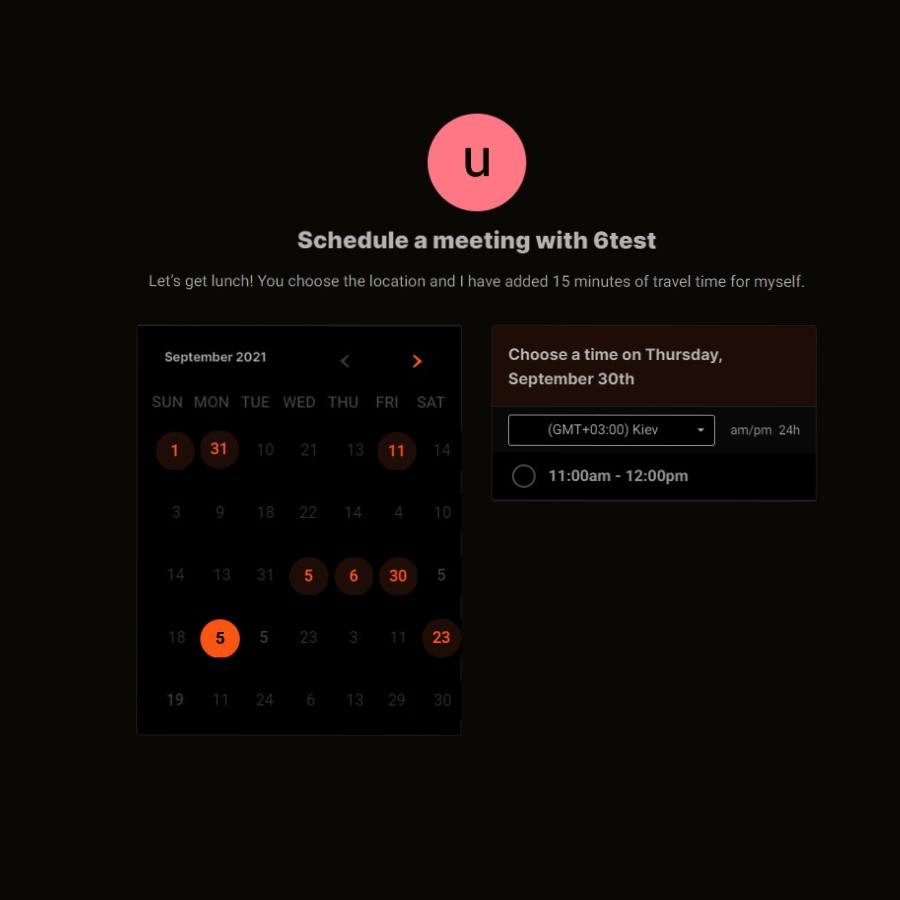 u
Schedule a meeting with 6test
Let's get lunch! You choose the location and I have added 15 minutes of travel time for myself.
September 2021
SUN MON TUE WED THU FRI SAT
1 31 10 21 13 11 14
3 9 18 22 14 4 10
14 13 31 5 6 30 5
18 5 5 23 3 11 23
19 11 24 6 13 29 30
Choose a time on Thursday,
September 30th
(GMT+03:00) Kiev am/pm 24h
11:00am - 12:00pm